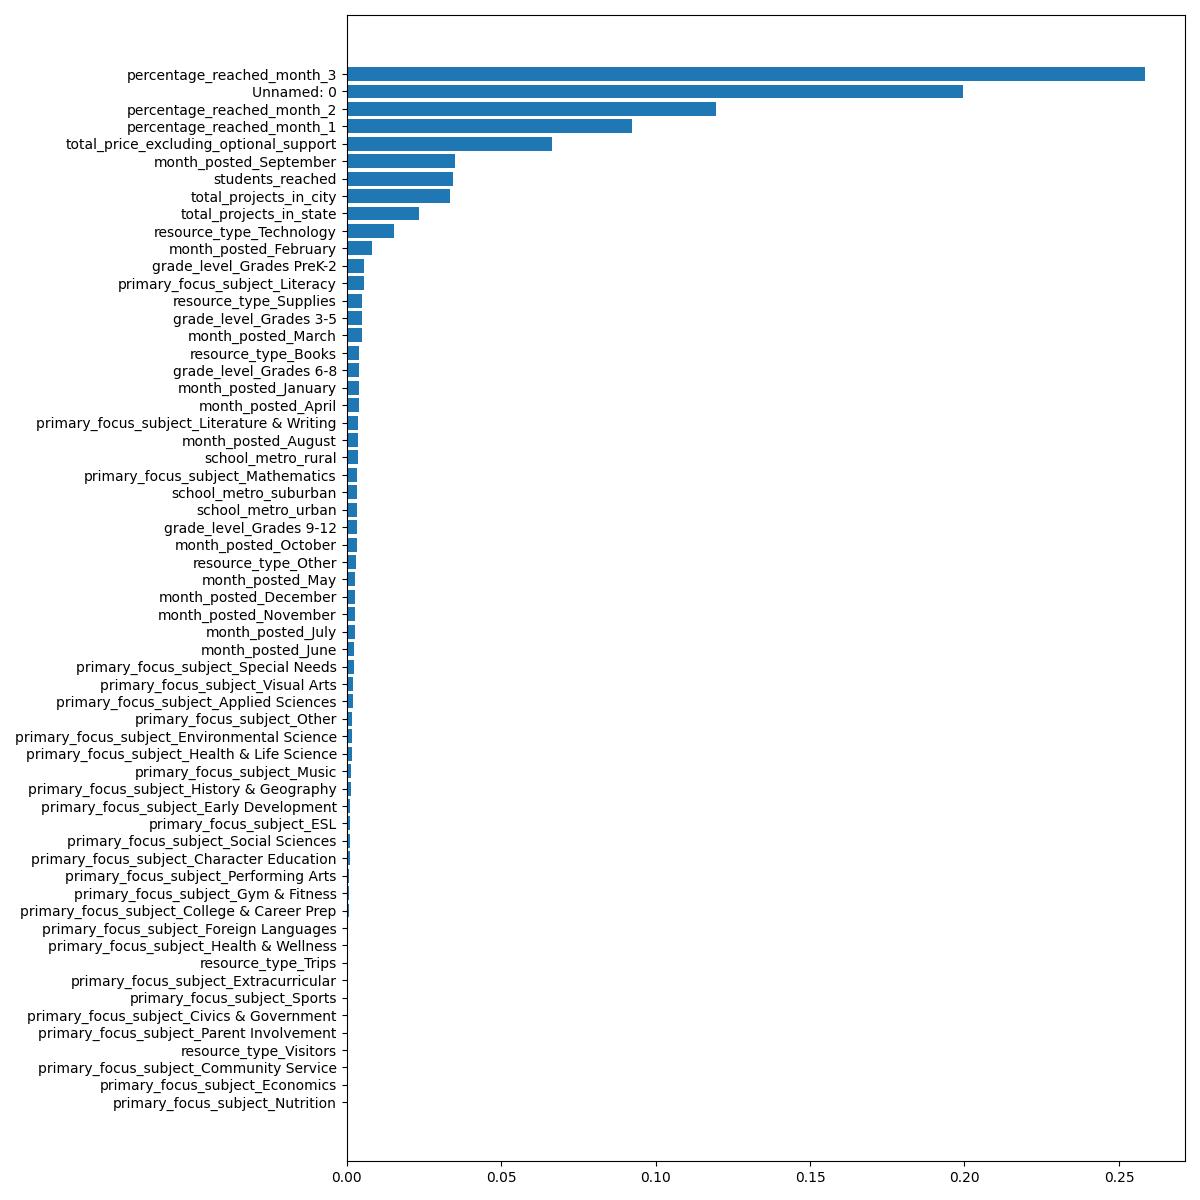 percentage_reached_month_3
Unnamed: 0
percentage_reached_month_2
percentage_reached_month_1
total_price_excluding_optional_support
month_posted_September
students_reached
total_projects_in_city
total_projects_in_state
resource_type_Technology
month_posted_February
grade_level_Grades PreK-2
primary_focus_subject_Literacy
resource_type_Supplies
grade_level_Grades 3-5
month_posted_March
resource_type_Books
grade_level_Grades 6-8
month_posted_January
month_posted_April
primary_focus_subject_Literature & Writing
month_posted_August
school_metro_rural
primary_focus_subject_Mathematics
school_metro_suburban
school_metro_urban
grade_level_Grades 9-12
month_posted_October
resource_type_Other
month_posted_May
month_posted_December
month_posted_November
month_posted_July
month_posted_June
primary_focus_subject_Special Needs
primary_focus_subject_Visual Arts
primary_focus_subject_Applied Sciences
primary_focus_subject_Other
primary_focus_subject_Environmental Science
primary_focus_subject_Health & Life Science
primary_focus_subject_Music
primary_focus_subject_History & Geography
primary_focus_subject_Early Development
primary_focus_subject_ESL
primary_focus_subject_Social Sciences
primary_focus_subject_Character Education
primary_focus_subject_Performing Arts
primary_focus_subject_Gym & Fitness
primary_focus_subject_College & Career Prep
primary_focus_subject_Foreign Languages
primary_focus_subject_Health & Wellness
resource_type_Trips
primary_focus_subject_Extracurricular
primary_focus_subject_Sports
primary_focus_subject_Civics & Government
primary_focus_subject_Parent Involvement
resource_type_Visitors
primary_focus_subject_Community Service
primary_focus_subject_Economics
primary_focus_subject_Nutrition
0.00 0.05 0.10 0.15 0.20 0.25